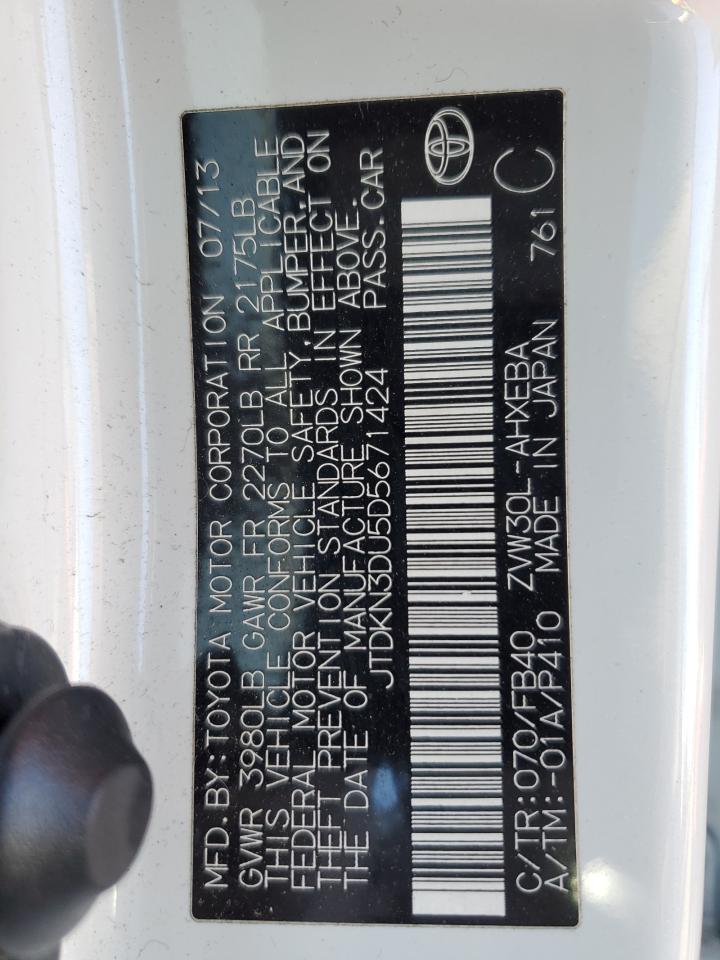 MFD. BY: TOYOTA MOTOR CORPORATION 07/13
GVWR 3980LB GAWR FR 2270LB RR 2175LB
THIS VEHICLE CONFORMS TO ALL APPLICABLE
FEDERAL MOTOR VEHICLE SAFETY, BUMPER, AND
THEFT PREVENTION STANDARDS IN EFFECT ON
THE DATE OF MANUFACTURE SHOWN ABOVE.
JTDKN3DU5D5671424 PASS. CAR
C/TR: 070/FB40 ZVW30L-AHXEBA
A/TM: -01A/P410 MADE IN JAPAN 761 C